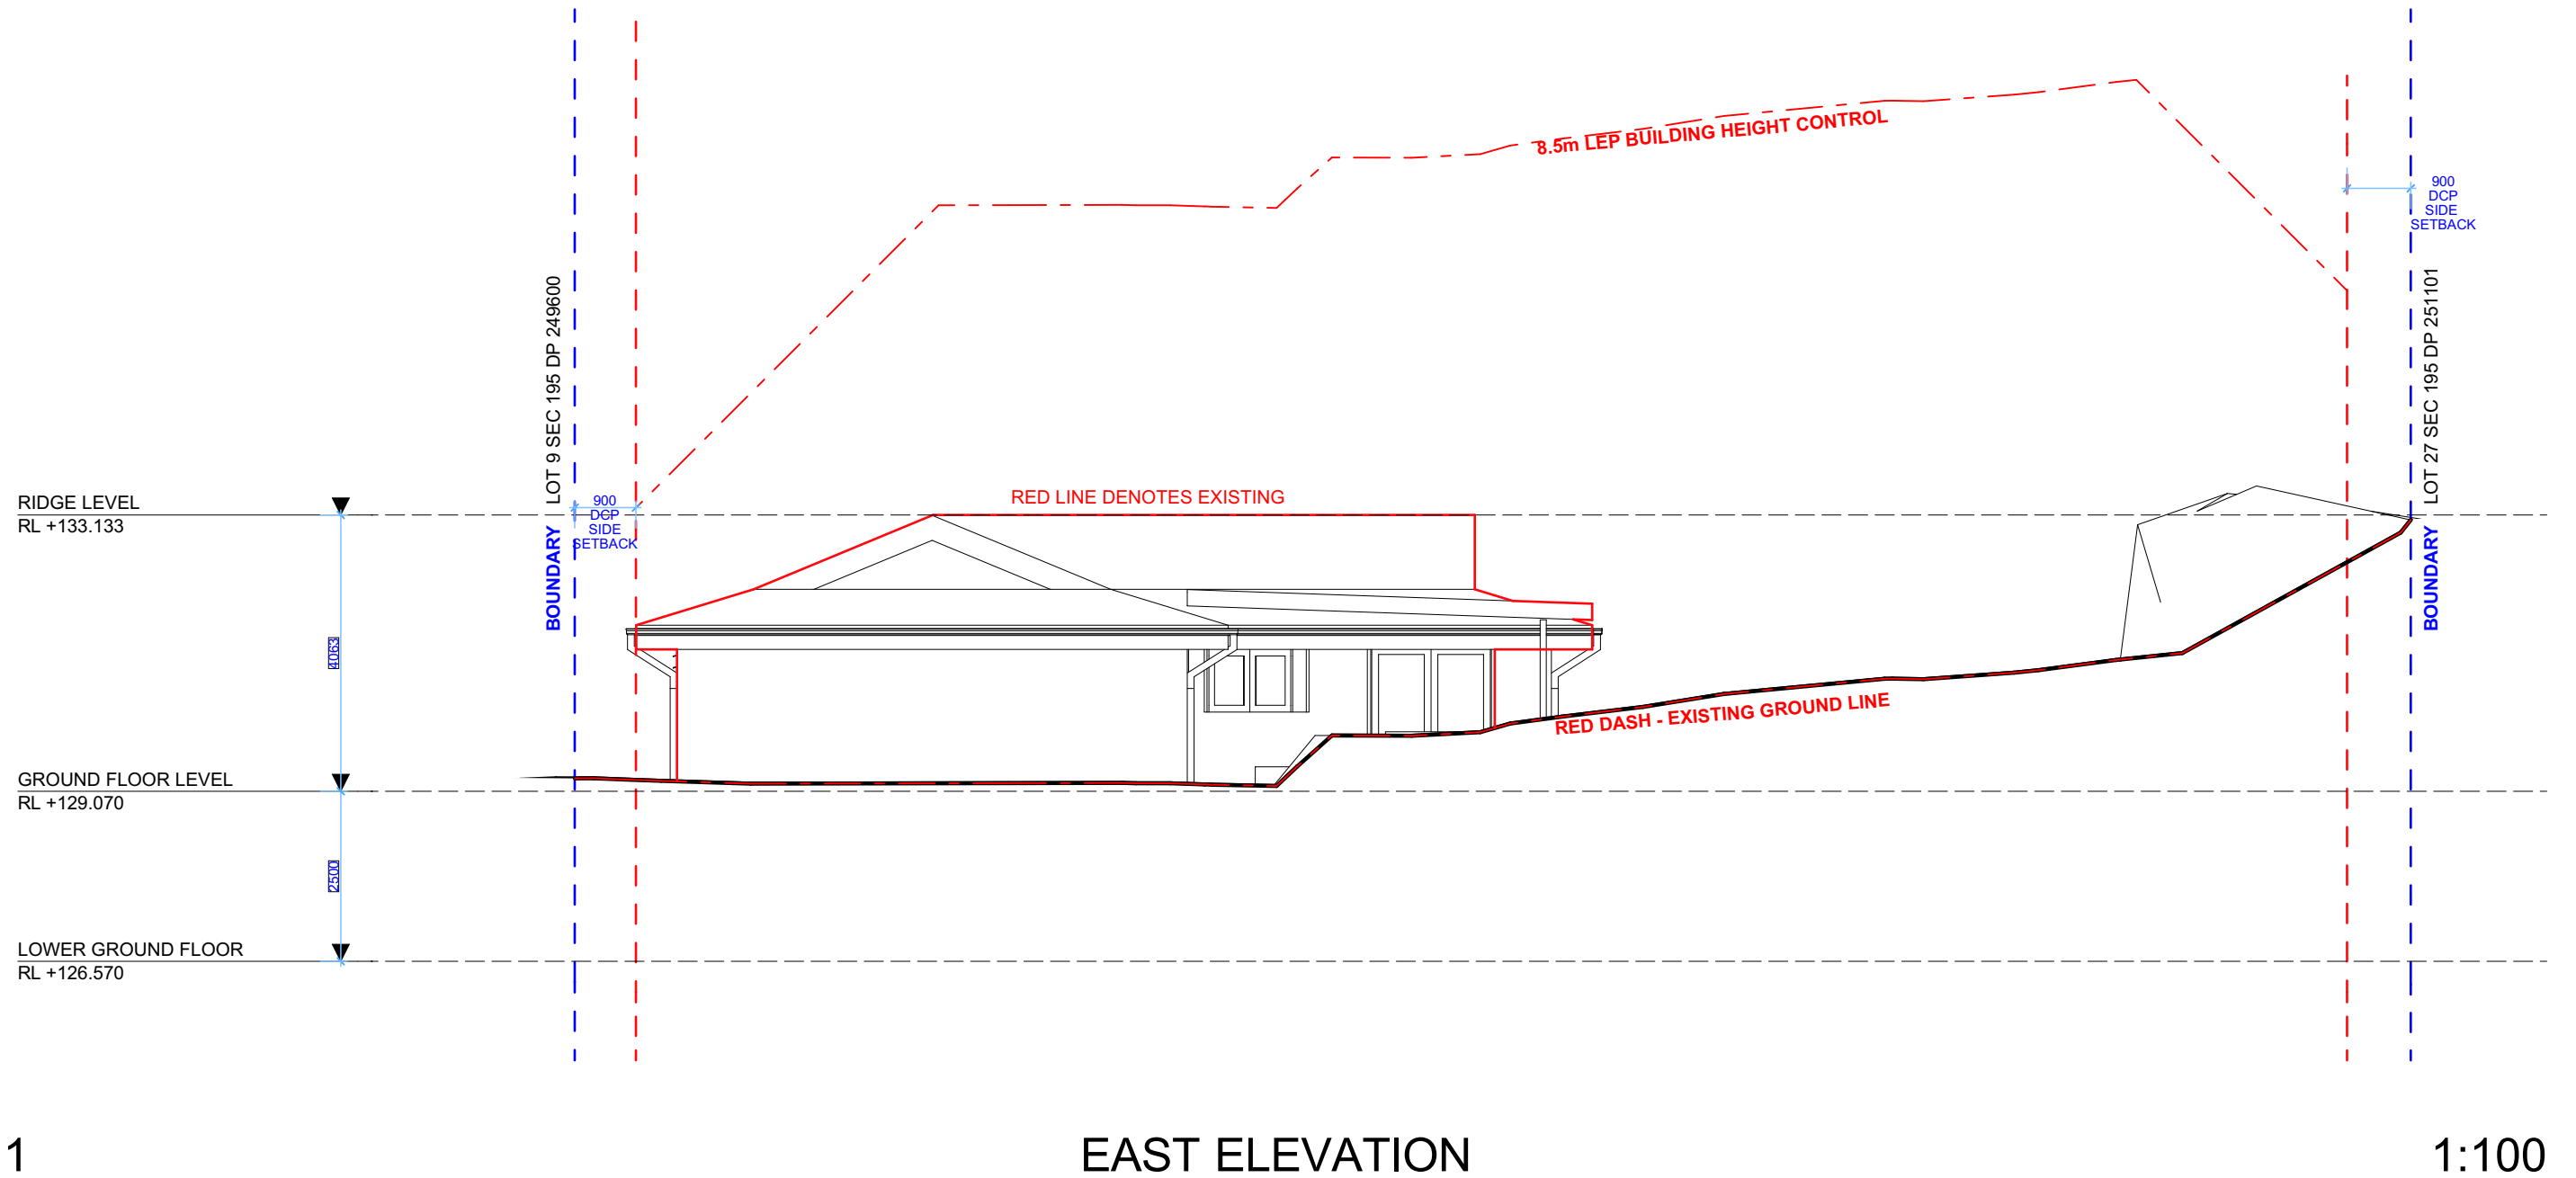 8.5m LEP BUILDING HEIGHT CONTROL
900
DCP
SIDE
SETBACK
LOT 9 SEC 195 DP 249600
BOUNDARY
LOT 27 SEC 195 DP 251101
BOUNDARY
RIDGE LEVEL
RL +133.133
900
DCP
SIDE
SETBACK
RED LINE DENOTES EXISTING
4063
RED DASH - EXISTING GROUND LINE
GROUND FLOOR LEVEL
RL +129.070
2500
LOWER GROUND FLOOR
RL +126.570
1
EAST ELEVATION
1:100